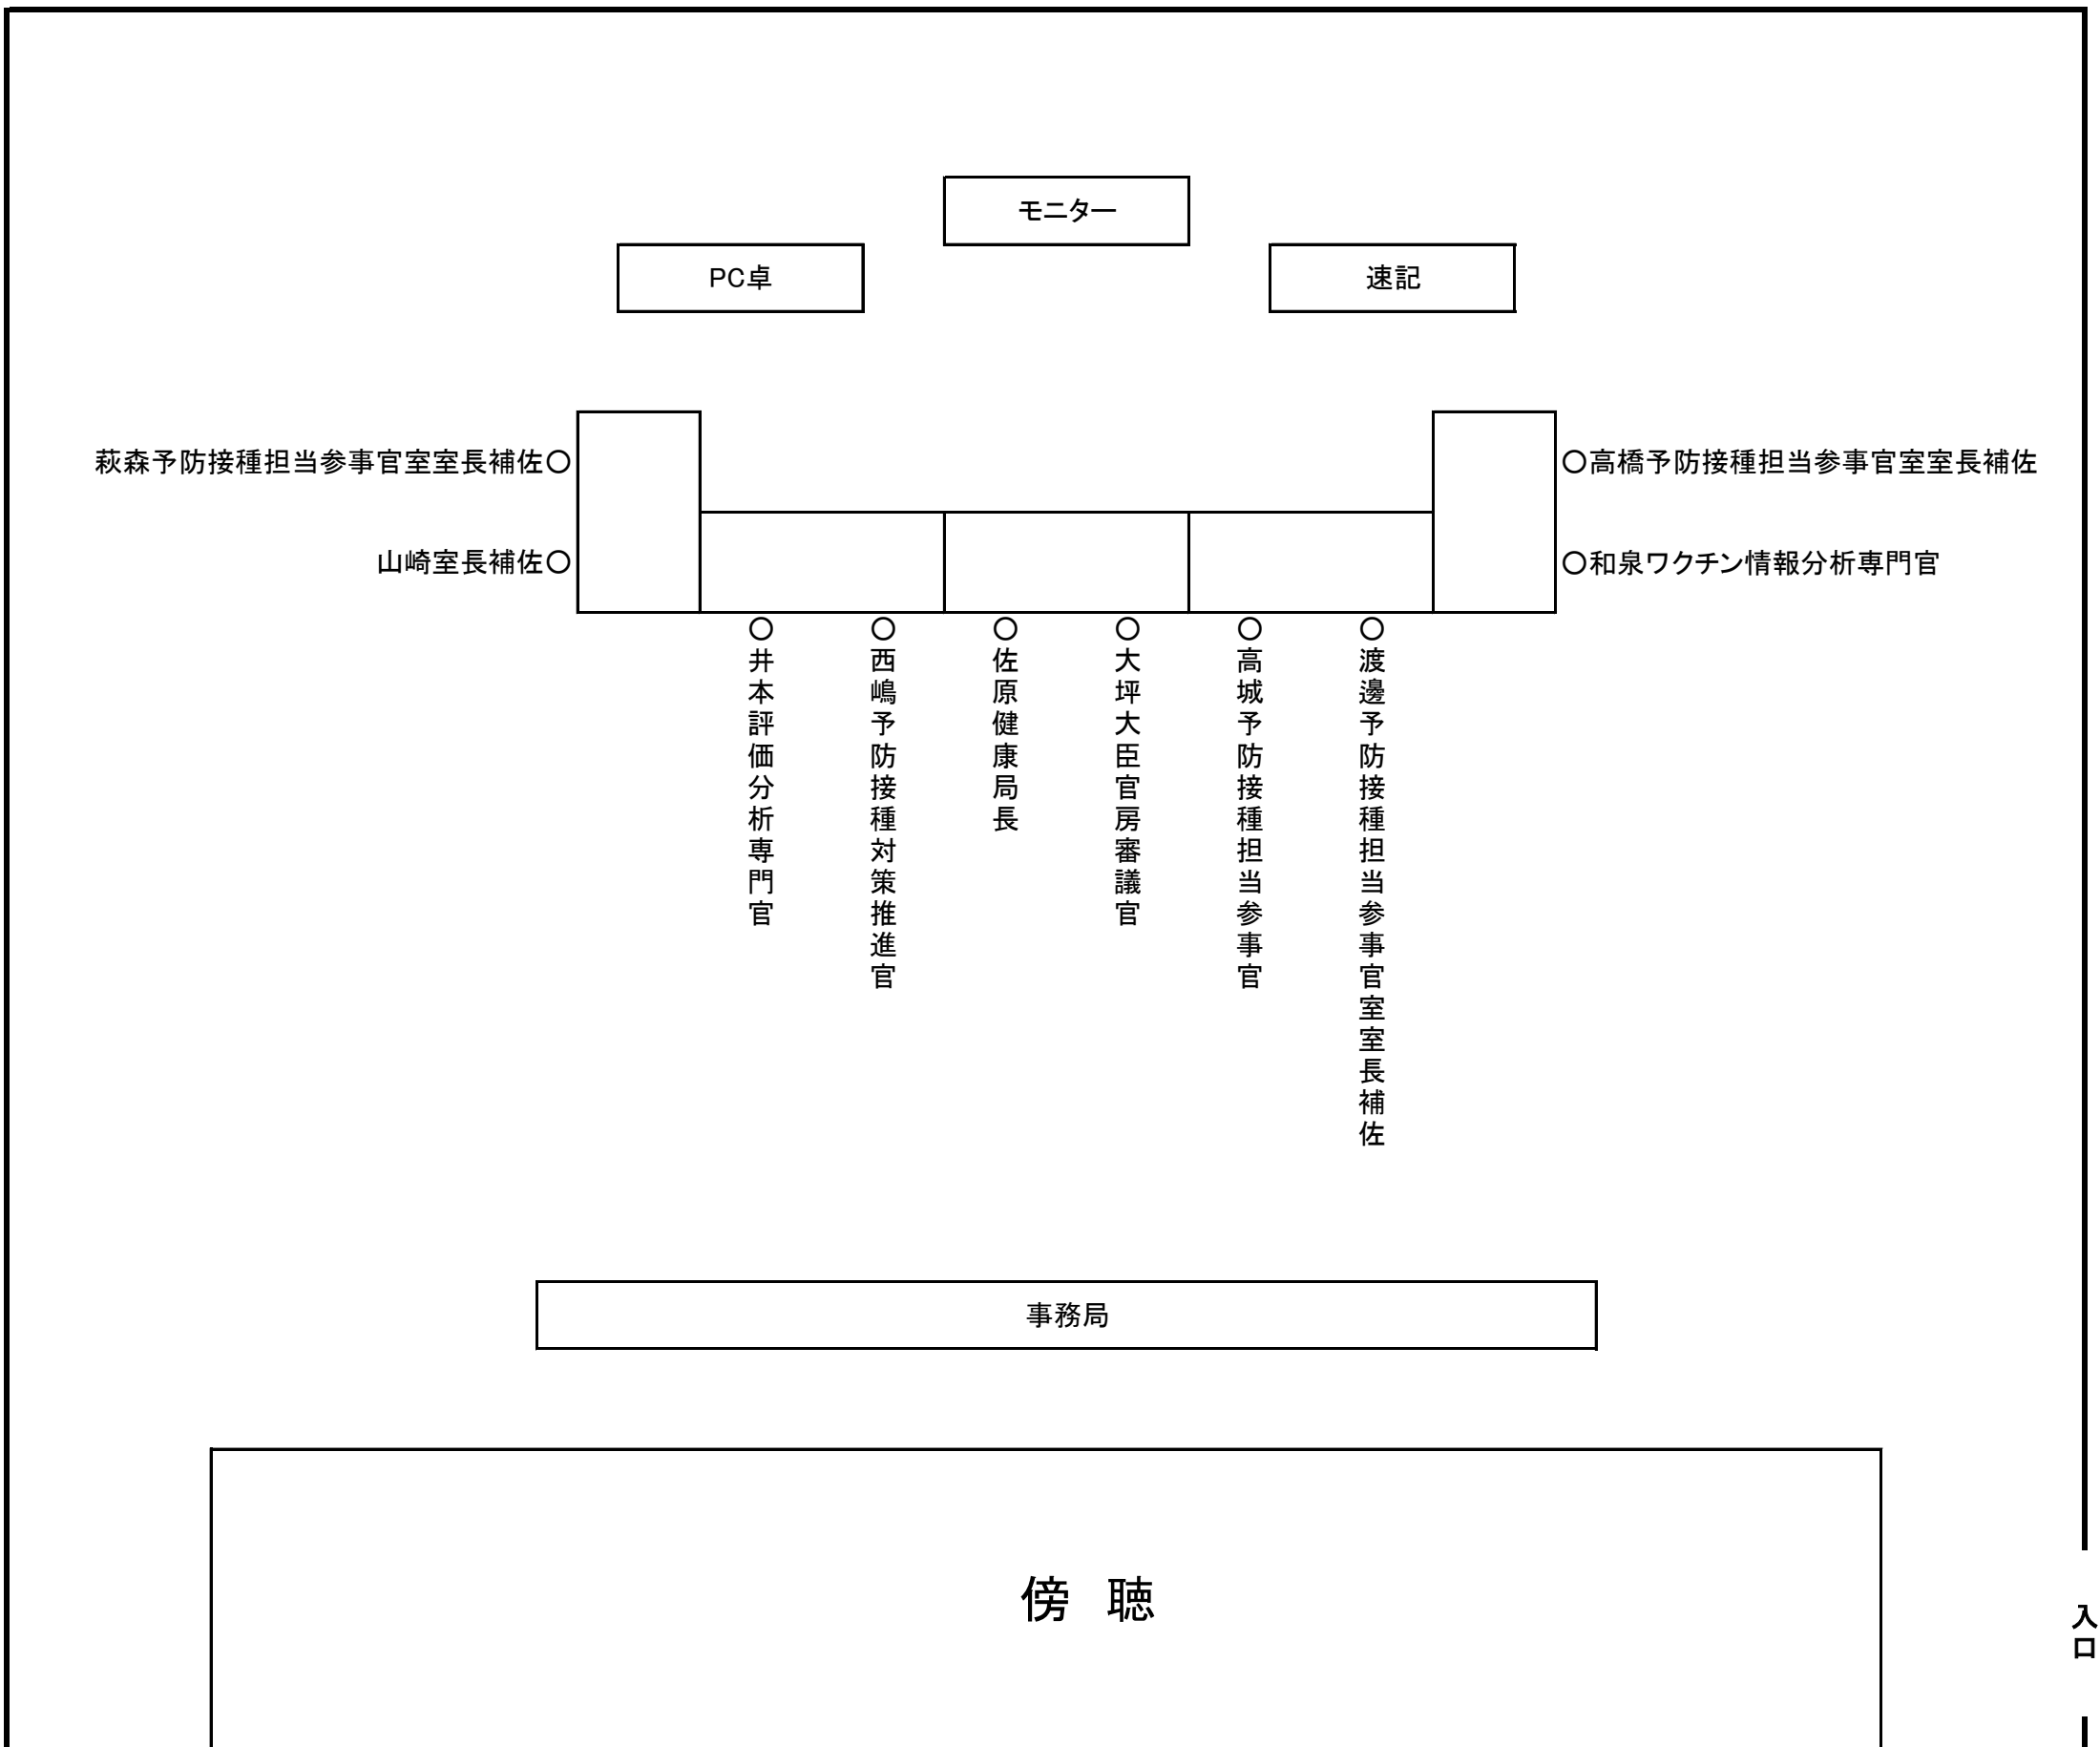 モニター
PC卓
速記
萩森予防接種担当参事官室室長補佐○
○高橋予防接種担当参事官室室長補佐
山崎室長補佐○
○和泉ワクチン情報分析専門官
○井本評価分析専門官
○西嶋予防接種対策推進官
○佐原健康局長
○大坪大臣官房審議官
○高城予防接種担当参事官
○渡邊予防接種担当参事官室室長補佐
事務局
傍 聴
入口